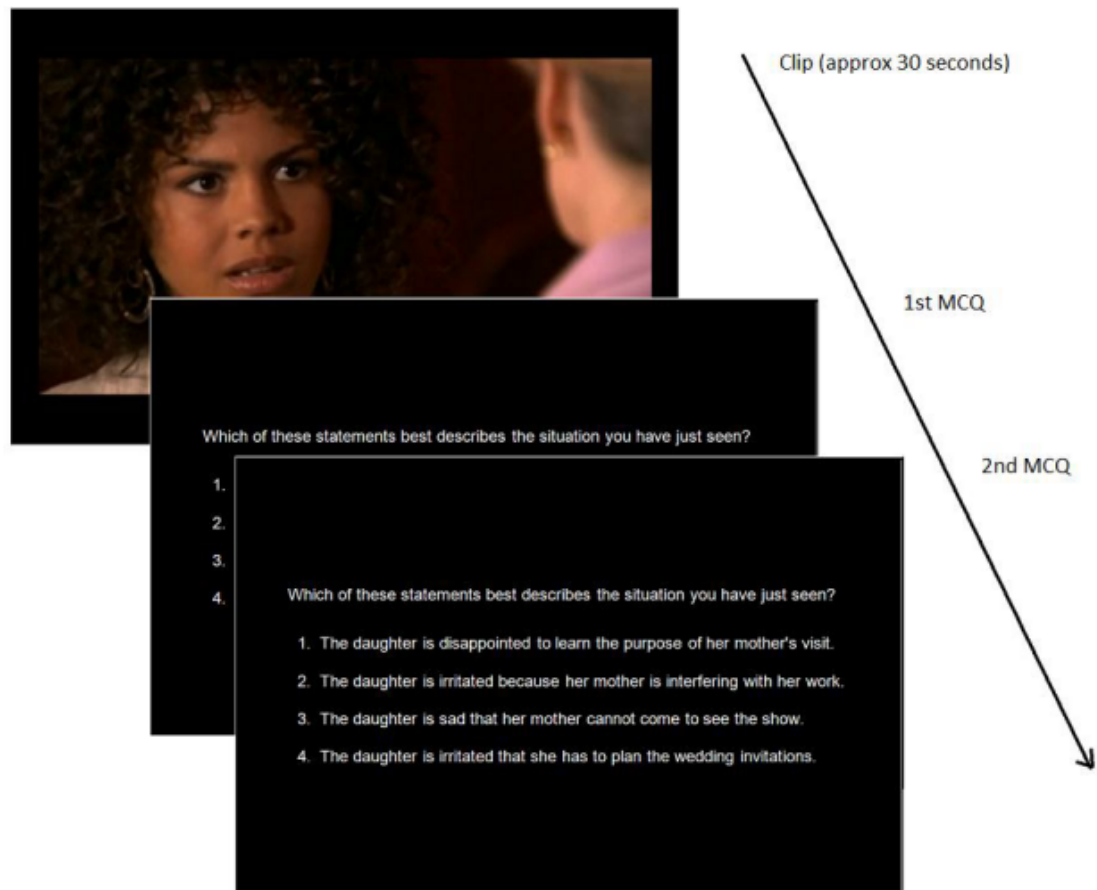 Clip (approx 30 seconds)
1st MCQ
Which of these statements best describes the situation you have just seen?
1.
2.
3.
4.
2nd MCQ
Which of these statements best describes the situation you have just seen?
1. The daughter is disappointed to learn the purpose of her mother's visit.
2. The daughter is irritated because her mother is interfering with her work.
3. The daughter is sad that her mother cannot come to see the show.
4. The daughter is irritated that she has to plan the wedding invitations.